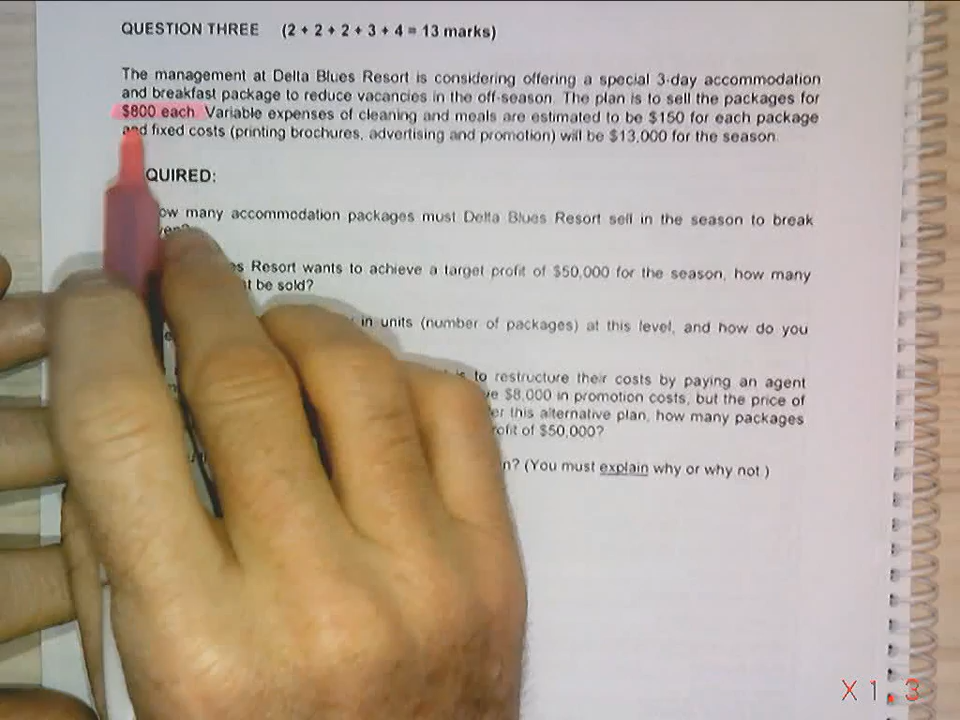 QUESTION THREE (2 + 2 + 2 + 3 + 4 = 13 marks)
The management at Delta Blues Resort is considering offering a special 3-day accommodation
and breakfast package to reduce vacancies in the off-season. The plan is to sell the packages for
$800 each. Variable expenses of cleaning and meals are estimated to be $150 for each package
and fixed costs (printing brochures, advertising and promotion) will be $13,000 for the season.
QUIRED:
ow many accommodation packages must Delta Blues Resort sell in the season to break
ven?
es Resort wants to achieve a target profit of $50,000 for the season, how many
t be sold?
in units (number of packages) at this level, and how do you
to restructure their costs by paying an agent
e $8,000 in promotion costs, but the price of
er this alternative plan, how many packages
rofit of $50,000?
n? (You must explain why or why not.)
X 1.3